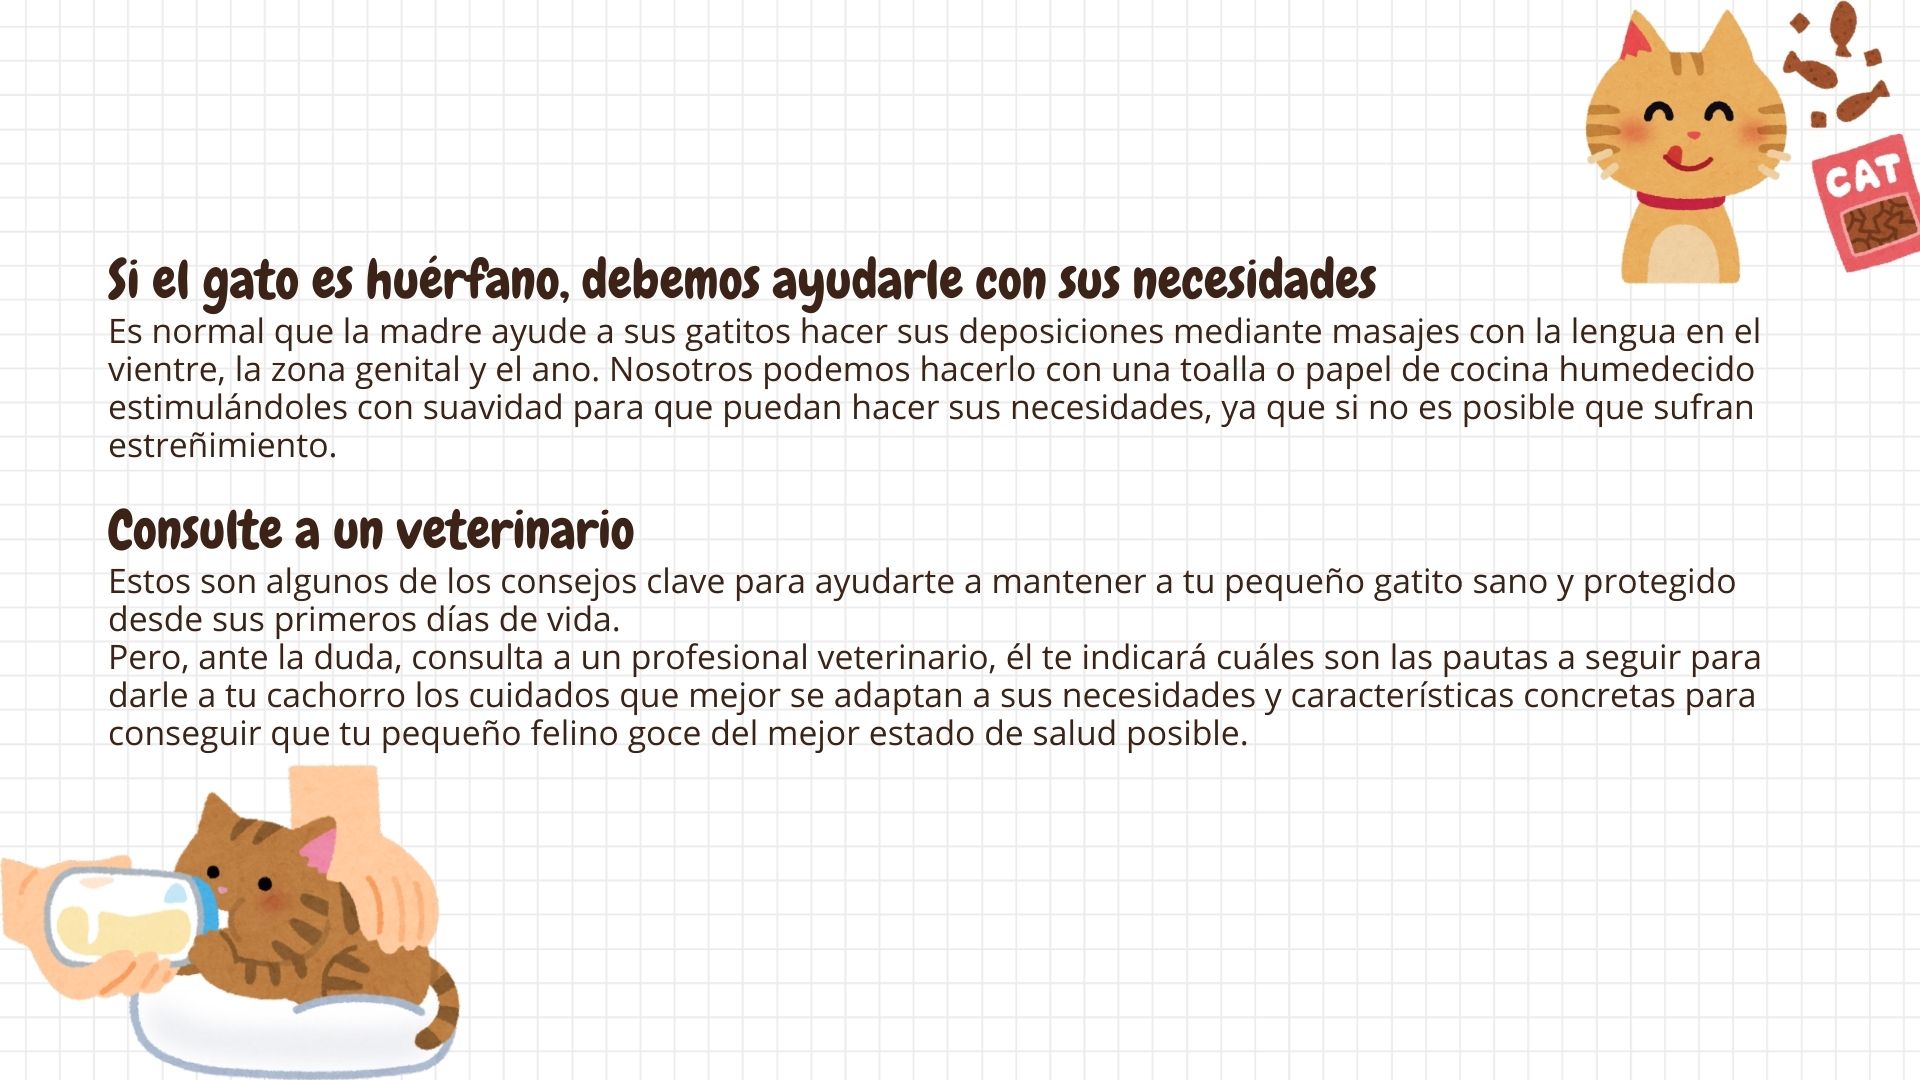 CAT
Si el gato es huérfano, debemos ayudarle con sus necesidades
Es normal que la madre ayude a sus gatitos hacer sus deposiciones mediante masajes con la lengua en el
vientre, la zona genital y el ano. Nosotros podemos hacerlo con una toalla o papel de cocina humedecido
estimulándoles con suavidad para que puedan hacer sus necesidades, ya que si no es posible que sufran
estreñimiento.
Consulte a un veterinario
Estos son algunos de los consejos clave para ayudarte a mantener a tu pequeño gatito sano y protegido
desde sus primeros días de vida.
Pero, ante la duda, consulta a un profesional veterinario, él te indicará cuáles son las pautas a seguir para
darle a tu cachorro los cuidados que mejor se adaptan a sus necesidades y características concretas para
conseguir que tu pequeño felino goce del mejor estado de salud posible.